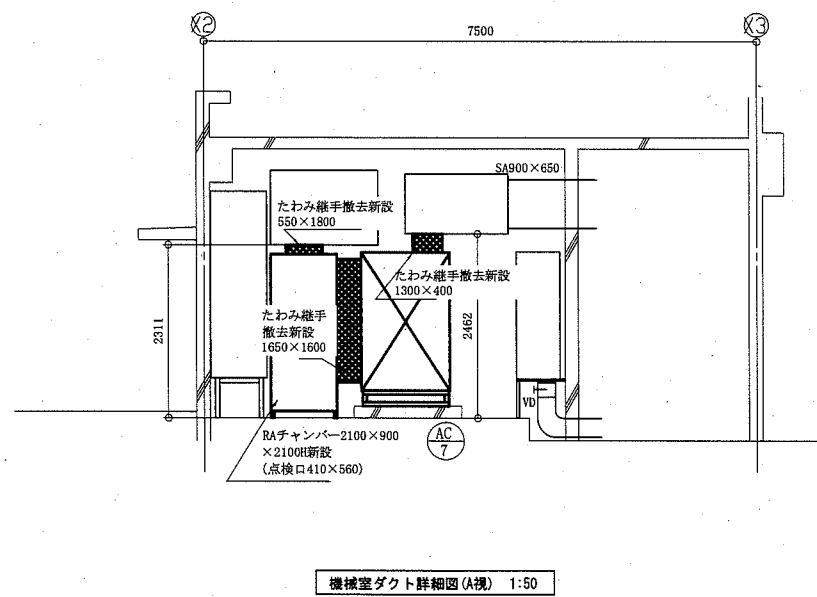 X2
X3
7500
SA900×650
たわみ継手撤去新設
550×1800
たわみ継手撤去新設
1300×400
たわみ継手
撤去新設
1650×1600
2311
2462
VD
RAチャンバー2100×900
×2100H新設
(点検口410×560)
AC
7
機械室ダクト詳細図(A視) 1:50